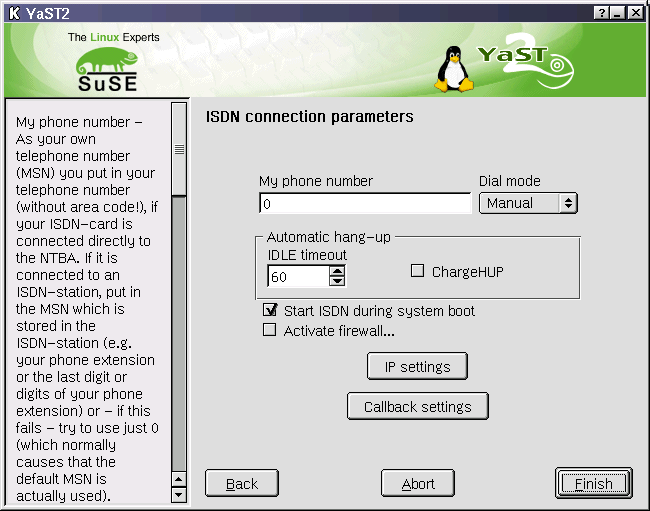 K YaST2
The Linux Experts
SuSE
YaST
2
My phone number –
As your own
telephone number
(MSN) you put in your
telephone number
(without area code!), if
your ISDN-card is
connected directly to
the NTBA. If it is
connected to an
ISDN-station, put in
the MSN which is
stored in the
ISDN-station (e.g.
your phone extension
or the last digit or
digits of your phone
extension) or – if this
fails – try to use just 0
(which normally
causes that the
default MSN is
actually used).
ISDN connection parameters
My phone number
Dial mode
0
Manual
Automatic hang-up
IDLE timeout
60
ChargeHUP
Start ISDN during system boot
Activate firewall...
IP settings
Callback settings
Back
Abort
Finish